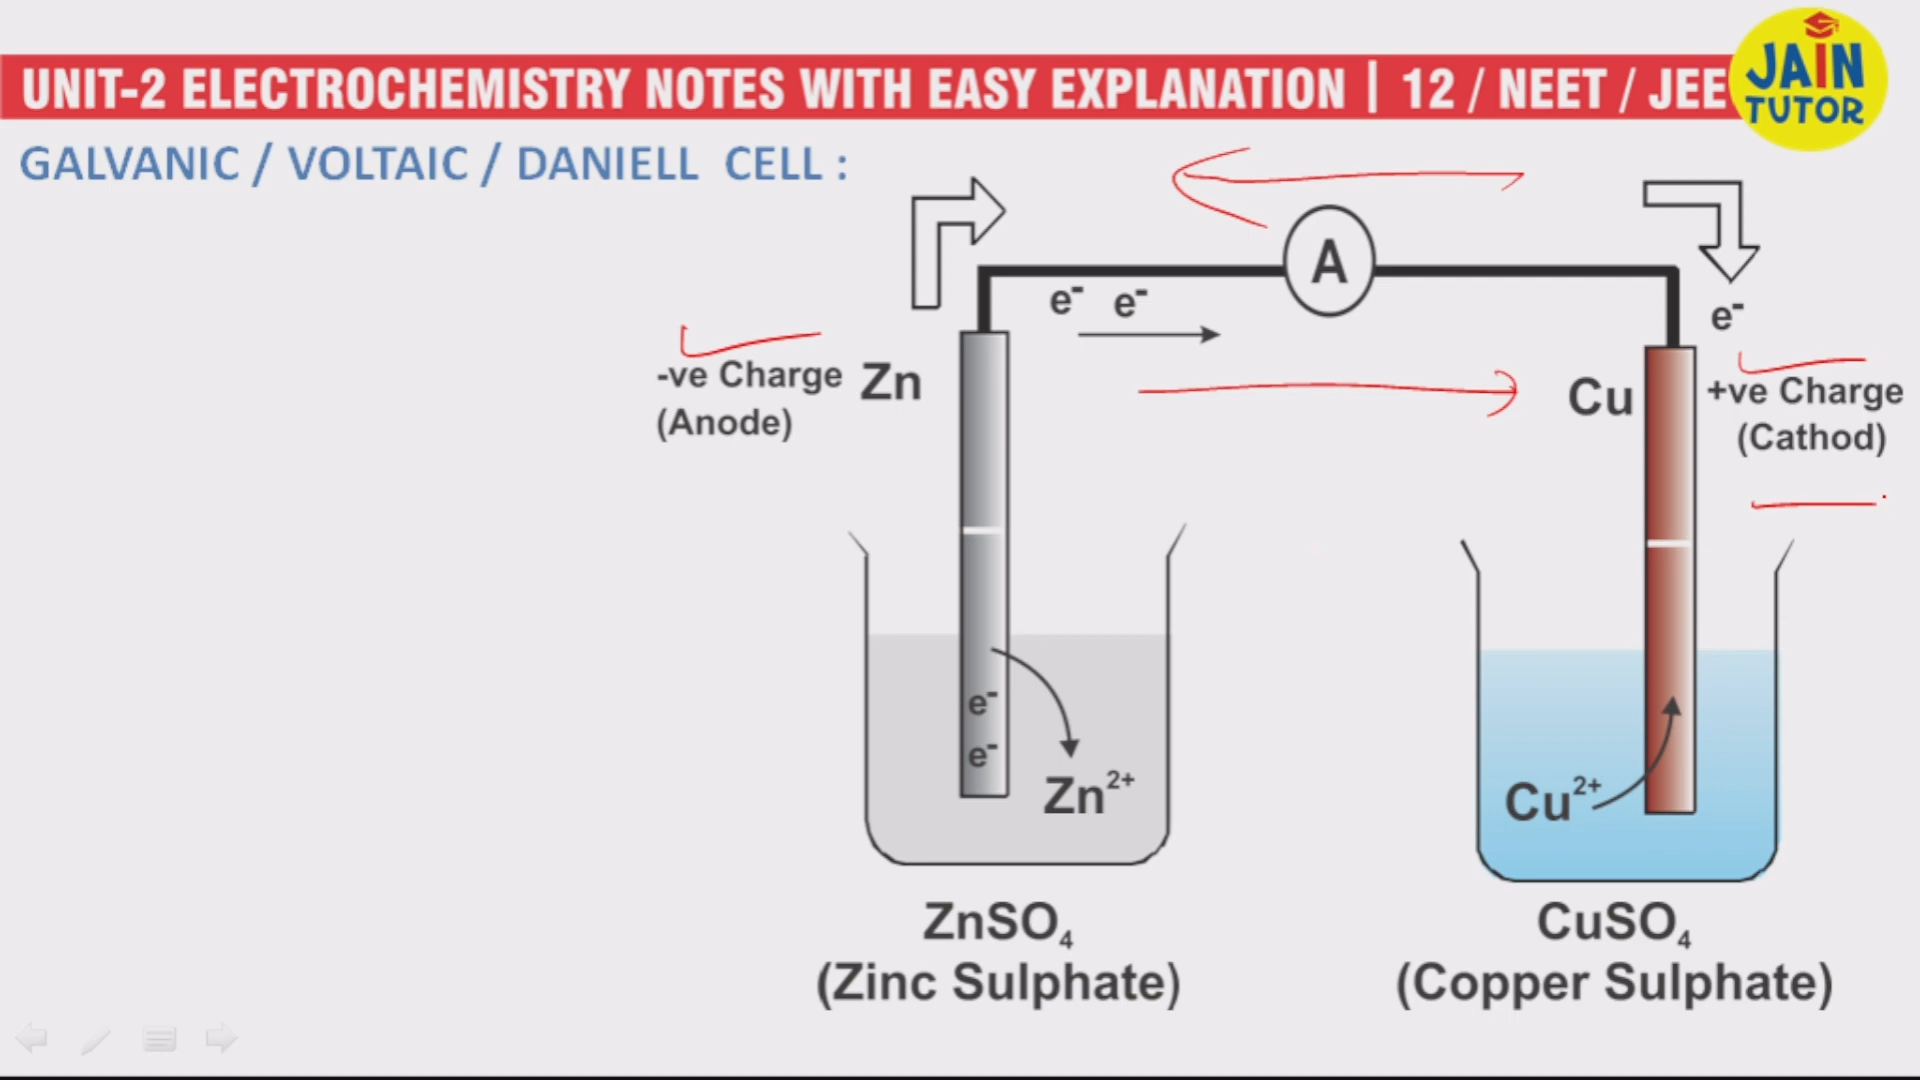 UNIT-2 ELECTROCHEMISTRY NOTES WITH EASY EXPLANATION | 12 / NEET / JEE
JAIN
TUTOR
GALVANIC / VOLTAIC / DANIELL CELL :
A
e⁻ e⁻
e⁻
-ve Charge
(Anode)
Zn
Cu
+ve Charge
(Cathod)
e⁻
e⁻
Zn²⁺
Cu²⁺
ZnSO₄
(Zinc Sulphate)
CuSO₄
(Copper Sulphate)